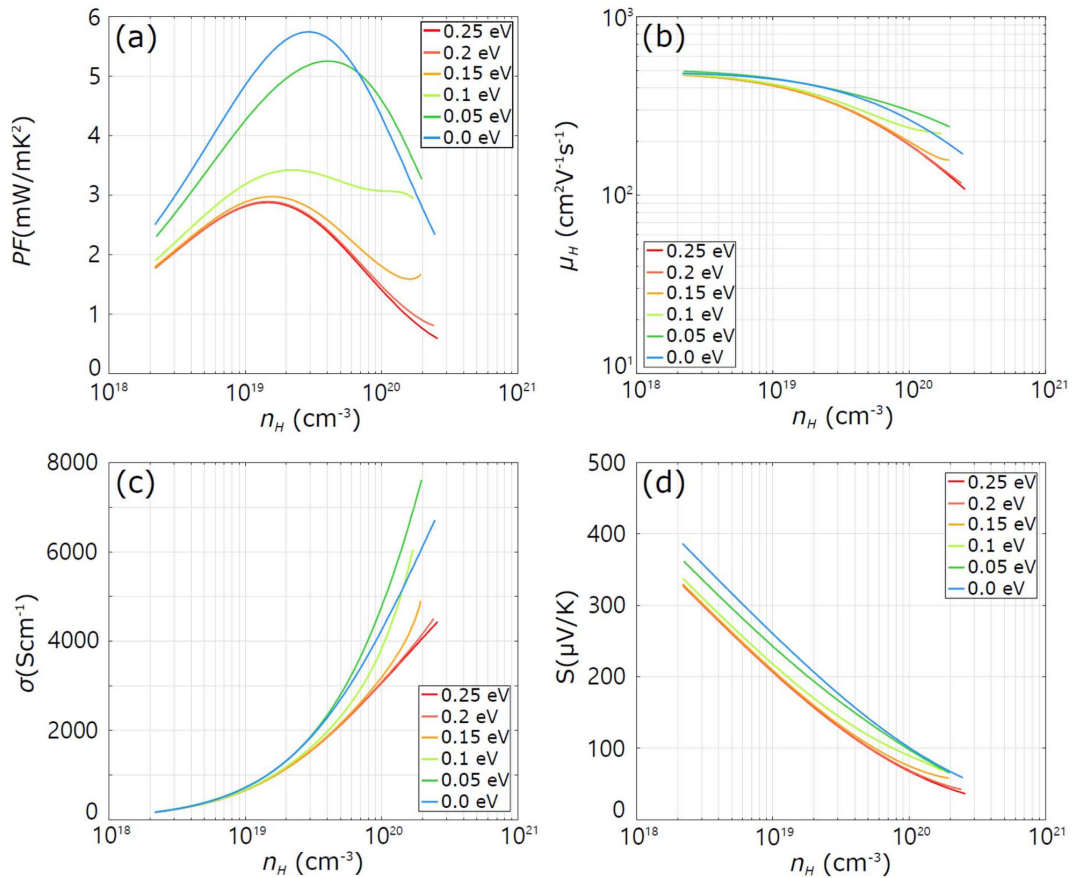 (a)
PF(mW/mK²)
6
5
4
3
2
1
0
0.25 eV
0.2 eV
0.15 eV
0.1 eV
0.05 eV
0.0 eV
10¹⁸ 10¹⁹ 10²⁰ 10²¹
n_H (cm⁻³)
(b)
μ_H (cm²V⁻¹s⁻¹)
10³
10²
10¹
0.25 eV
0.2 eV
0.15 eV
0.1 eV
0.05 eV
0.0 eV
10¹⁸ 10¹⁹ 10²⁰ 10²¹
n_H (cm⁻³)
(c)
σ(Scm⁻¹)
8000
6000
4000
2000
0
0.25 eV
0.2 eV
0.15 eV
0.1 eV
0.05 eV
0.0 eV
10¹⁸ 10¹⁹ 10²⁰ 10²¹
n_H (cm⁻³)
(d)
S(μV/K)
500
400
300
200
100
0
0.25 eV
0.2 eV
0.15 eV
0.1 eV
0.05 eV
0.0 eV
10¹⁸ 10¹⁹ 10²⁰ 10²¹
n_H (cm⁻³)